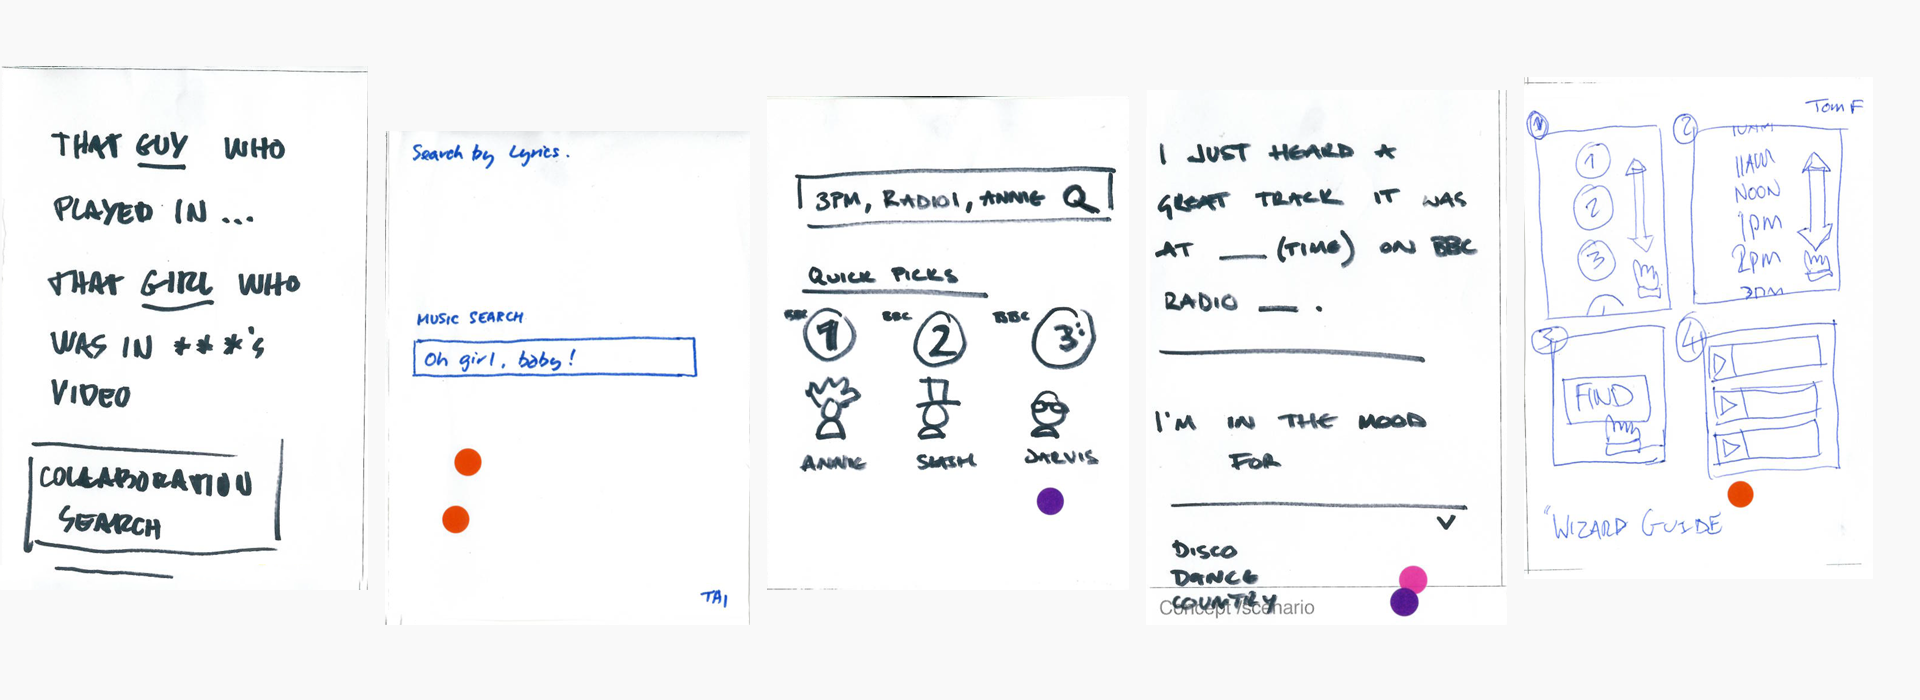 THAT GUY WHO
PLAYED IN ...
THAT GIRL WHO
WAS IN ***'s
VIDEO
COLLABORATION
SEARCH
Search by Lyrics.
MUSIC SEARCH
Oh girl, baby!
TAI
3PM, RADIO1, ANNIE
QUICK PICKS
BBC 1
BBC 2
BBC 3
ANNIE
SLASH
JARVIS
I JUST HEARD A
GREAT TRACK IT WAS
AT ___ (TIME) ON BBC
RADIO ___ .
I'M IN THE MOOD
FOR
DISCO
DANCE
COUNTRY
Concept/scenario
Tom F
1
1
2
3
2
10AM
11AM
NOON
1pm
2pm
3pm
3
FIND
4
"WIZARD GUIDE